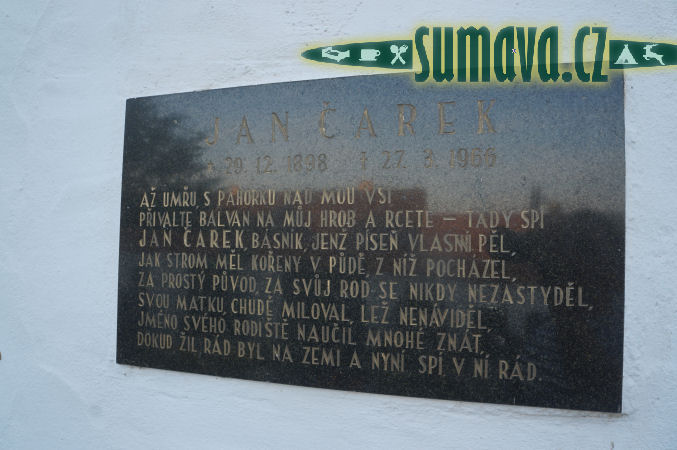 sumava.cz
JAN ČAREK
* 29. 12. 1898 † 27. 3. 1966
AŽ UMŘU, S PAHORKU NAD MOU VSÍ
PŘIVALTE BALVAN NA MŮJ HROB A RCETE – TADY SPÍ
JAN ČAREK, BÁSNÍK, JENŽ PÍSEŇ VLASTNÍ PĚL,
JAK STROM MĚL KOŘENY V PŮDĚ, Z NÍŽ POCHÁZEL,
ZA PROSTÝ PŮVOD, ZA SVŮJ ROD SE NIKDY NEZASTYDĚL,
SVOU MATKU, CHUDĚ MILOVAL, LEŽ NENÁVIDĚL,
JMÉNO SVÉHO RODIŠTĚ NAUČIL MNOHÉ ZNÁT,
DOKUD ŽIL RÁD BYL NA ZEMI A NYNÍ SPÍ V NÍ RÁD.